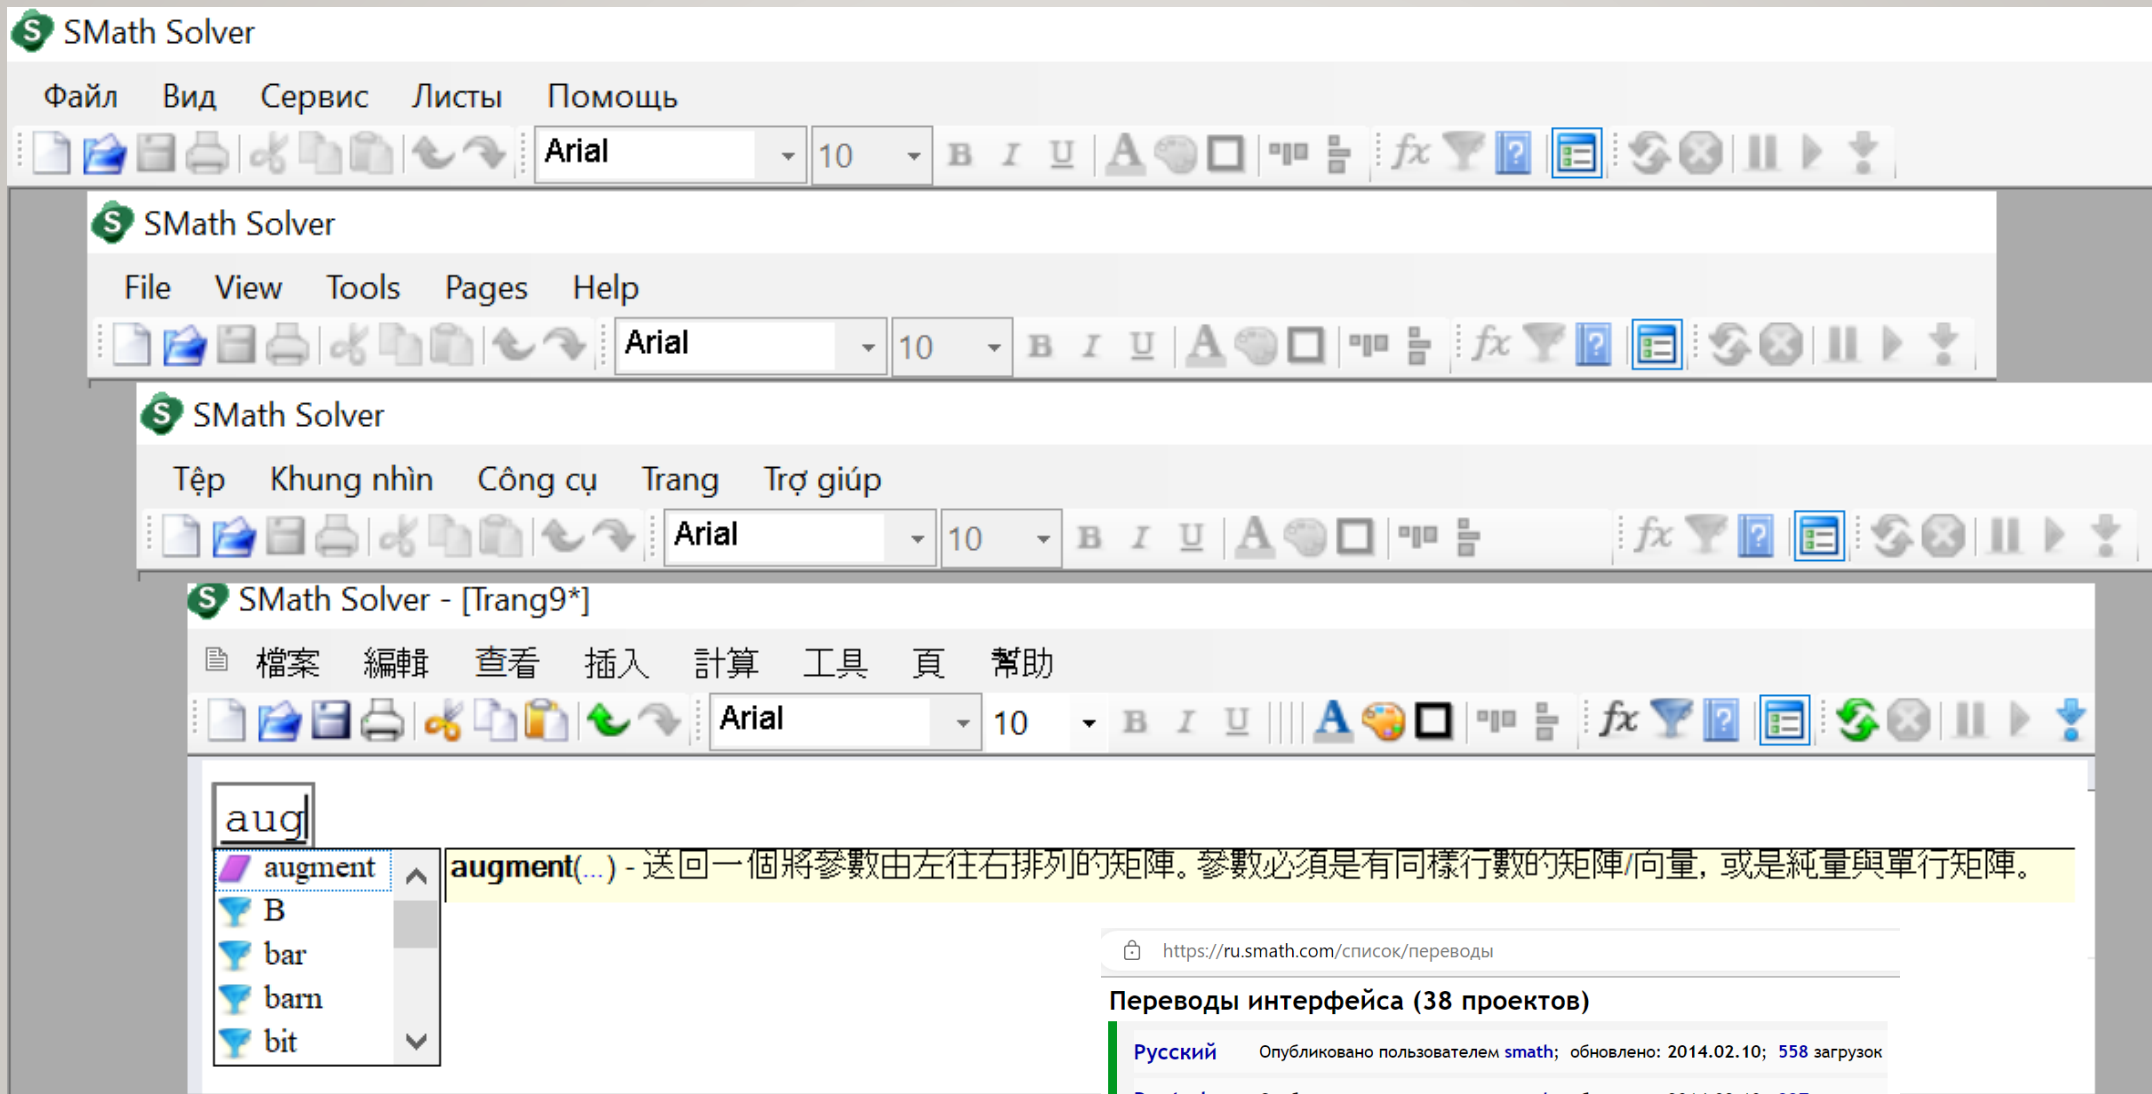 SMath Solver
Файл Вид Сервис Листы Помощь
Arial 10 B I U A fx ?
SMath Solver
File View Tools Pages Help
Arial 10 B I U A fx ?
SMath Solver
Tệp Khung nhìn Công cụ Trang Trợ giúp
Arial 10 B I U A fx ?
SMath Solver - [Trang9*]
檔案 編輯 查看 插入 計算 工具 頁 幫助
Arial 10 B I U A fx ?
aug
augment
augment(...) - 送回一個將參數由左往右排列的矩陣。參數必須是有同樣行數的矩陣/向量, 或是純量與單行矩陣。
B
bar
barn
bit
https://ru.smath.com/список/переводы
Переводы интерфейса (38 проектов)
Русский Опубликовано пользователем smath; обновлено: 2014.02.10; 558 загрузок